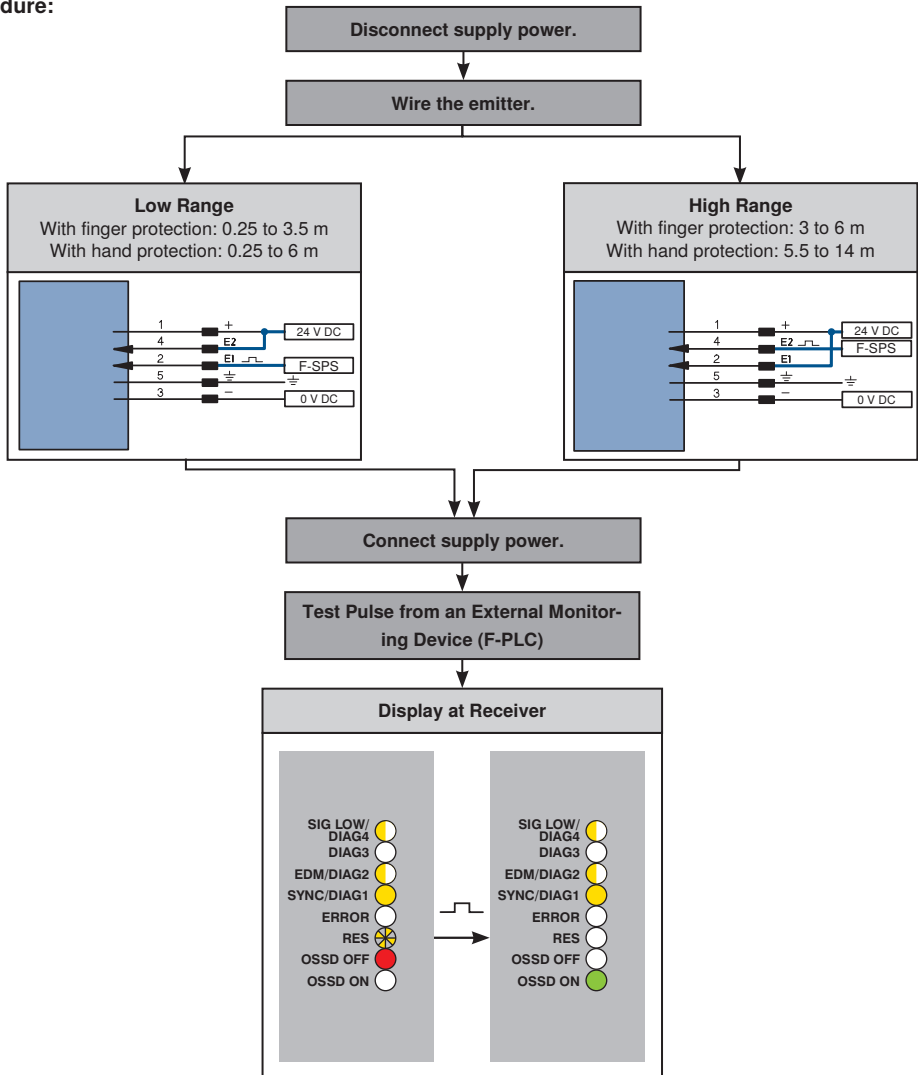 dure:
Disconnect supply power.
Wire the emitter.
Low Range
With finger protection: 0.25 to 3.5 m
With hand protection: 0.25 to 6 m
1 + 24 V DC
4 E2
2 E1 F-SPS
5
3 – 0 V DC
High Range
With finger protection: 3 to 6 m
With hand protection: 5.5 to 14 m
1 + 24 V DC
4 E2 F-SPS
2 E1
5
3 – 0 V DC
Connect supply power.
Test Pulse from an External Monitor-
ing Device (F-PLC)
Display at Receiver
SIG LOW/
DIAG4
DIAG3
EDM/DIAG2
SYNC/DIAG1
ERROR
RES
OSSD OFF
OSSD ON
SIG LOW/
DIAG4
DIAG3
EDM/DIAG2
SYNC/DIAG1
ERROR
RES
OSSD OFF
OSSD ON